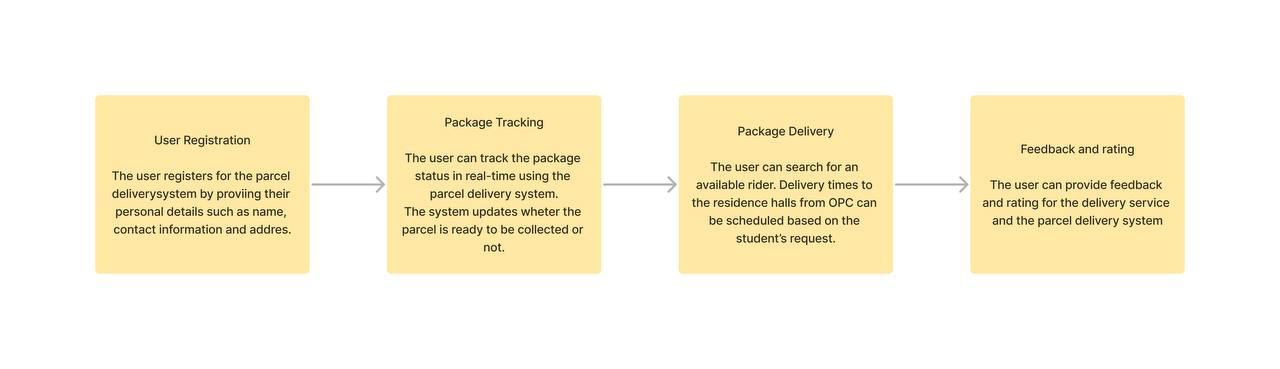 User Registration
The user registers for the parcel
deliverysystem by proviing their
personal details such as name,
contact information and addres.
Package Tracking
The user can track the package
status in real-time using the
parcel delivery system.
The system updates wheter the
parcel is ready to be collected or
not.
Package Delivery
The user can search for an
available rider. Delivery times to
the residence halls from OPC can
be scheduled based on the
student’s request.
Feedback and rating
The user can provide feedback
and rating for the delivery service
and the parcel delivery system